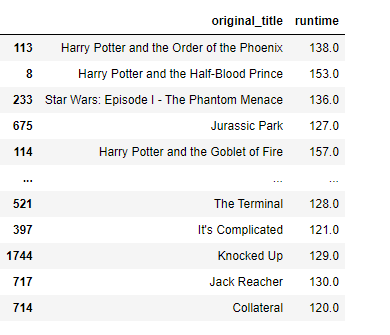 original_title runtime
113 Harry Potter and the Order of the Phoenix 138.0
8 Harry Potter and the Half-Blood Prince 153.0
233 Star Wars: Episode I - The Phantom Menace 136.0
675 Jurassic Park 127.0
114 Harry Potter and the Goblet of Fire 157.0
... ... ...
521 The Terminal 128.0
397 It's Complicated 121.0
1744 Knocked Up 129.0
717 Jack Reacher 130.0
714 Collateral 120.0